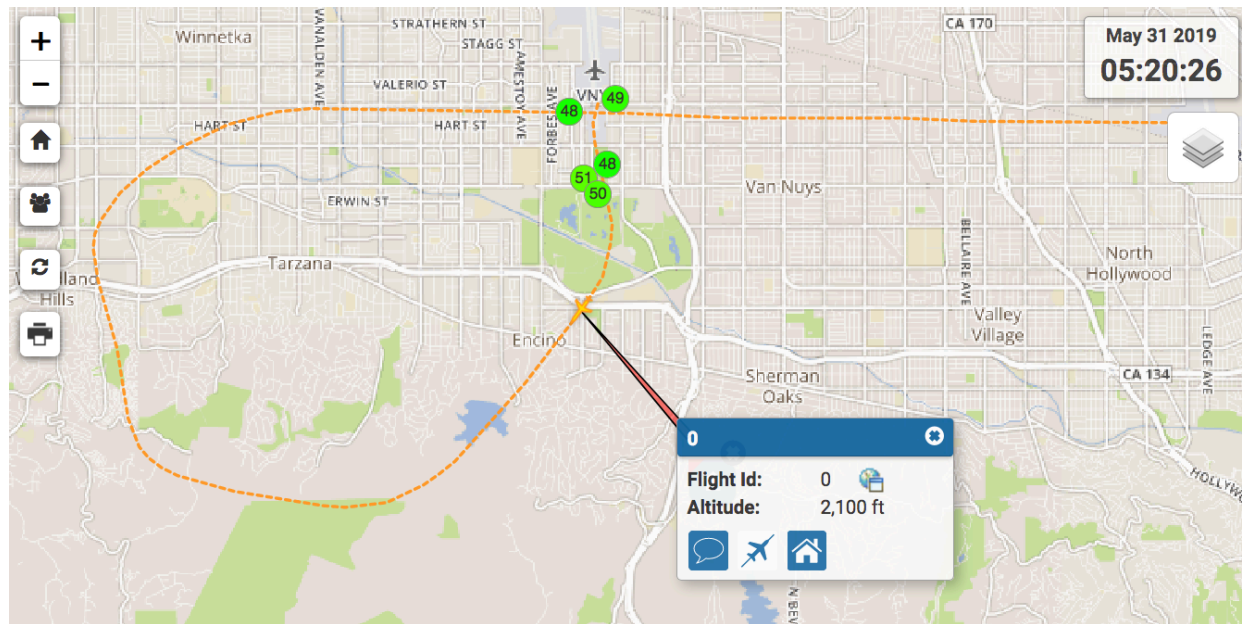 +
−
Winnetka
VANALDEN AVE
STRATHERN ST
STAGG ST
AMESTOY AVE
VALERIO ST
FORBES AVE
VNY
48
49
CA 170
May 31 2019
05:20:26
HART ST
HART ST
48
51
50
ERWIN ST
Van Nuys
BELLAIRE AVE
North
Hollywood
Tarzana
Hills
Encino
Valley
Village
LEDGE AVE
Sherman
Oaks
CA 134
HOLLYW
0
Flight Id: 0
Altitude: 2,100 ft
N BEV